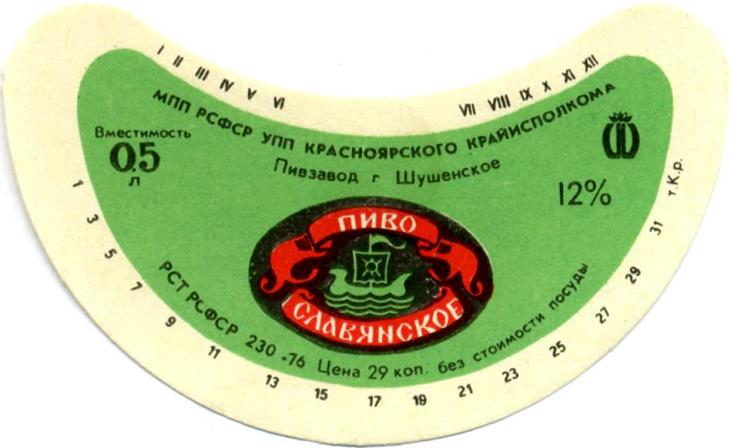 I II III IV V VI VII VIII IX X XI XII
МПП РСФСР УПП КРАСНОЯРСКОГО КРАЙИСПОЛКОМА
Пивзавод г Шушенское
Вместимость
0,5
л
12%
ПИВО
СЛАВЯНСКОЕ
РСТ РСФСР 230-76 Цена 29 коп. без стоимости посуды
1 3 5 7 9 11 13 15 17 19 21 23 25 27 29 31 т.К.р.